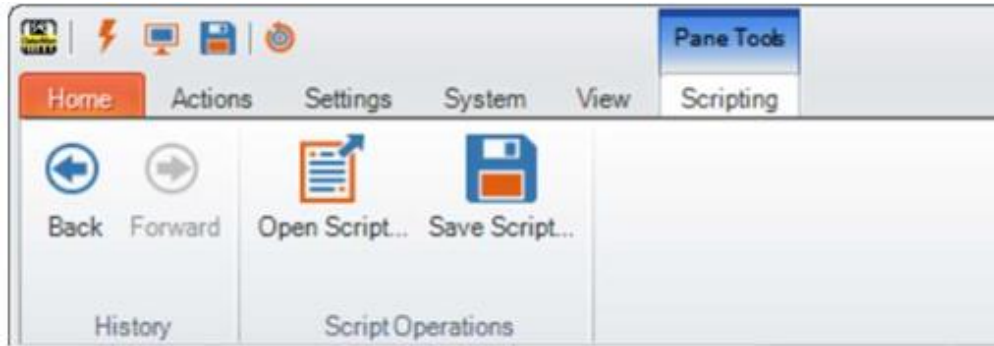 Pane Tools
Home Actions Settings System View Scripting
Back Forward Open Script... Save Script...
History Script Operations